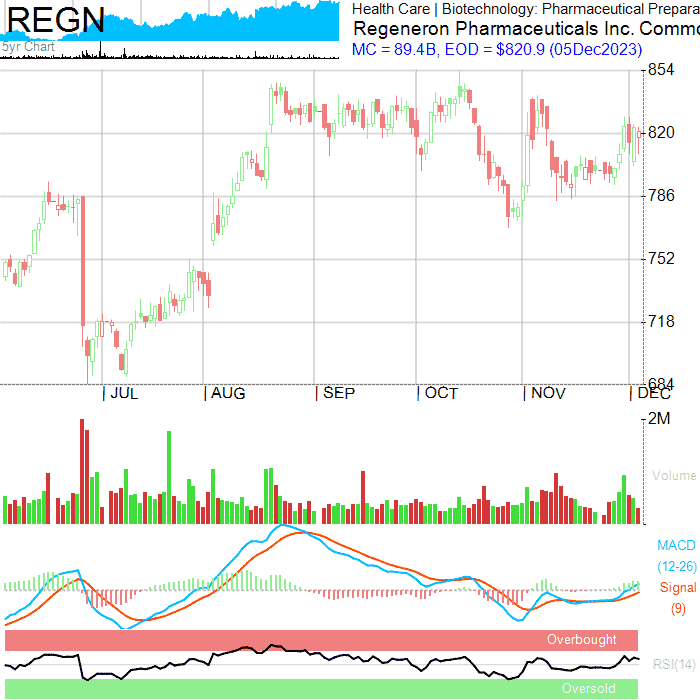 REGN
5yr Chart
Health Care | Biotechnology: Pharmaceutical Prepara
Regeneron Pharmaceuticals Inc. Commo
MC = 89.4B, EOD = $820.9 (05Dec2023)
854
820
786
752
718
684
| JUL | AUG | SEP | OCT | NOV | DEC
2M
Volume
MACD
(12-26)
Signal
(9)
Overbought
RSI(14)
Oversold